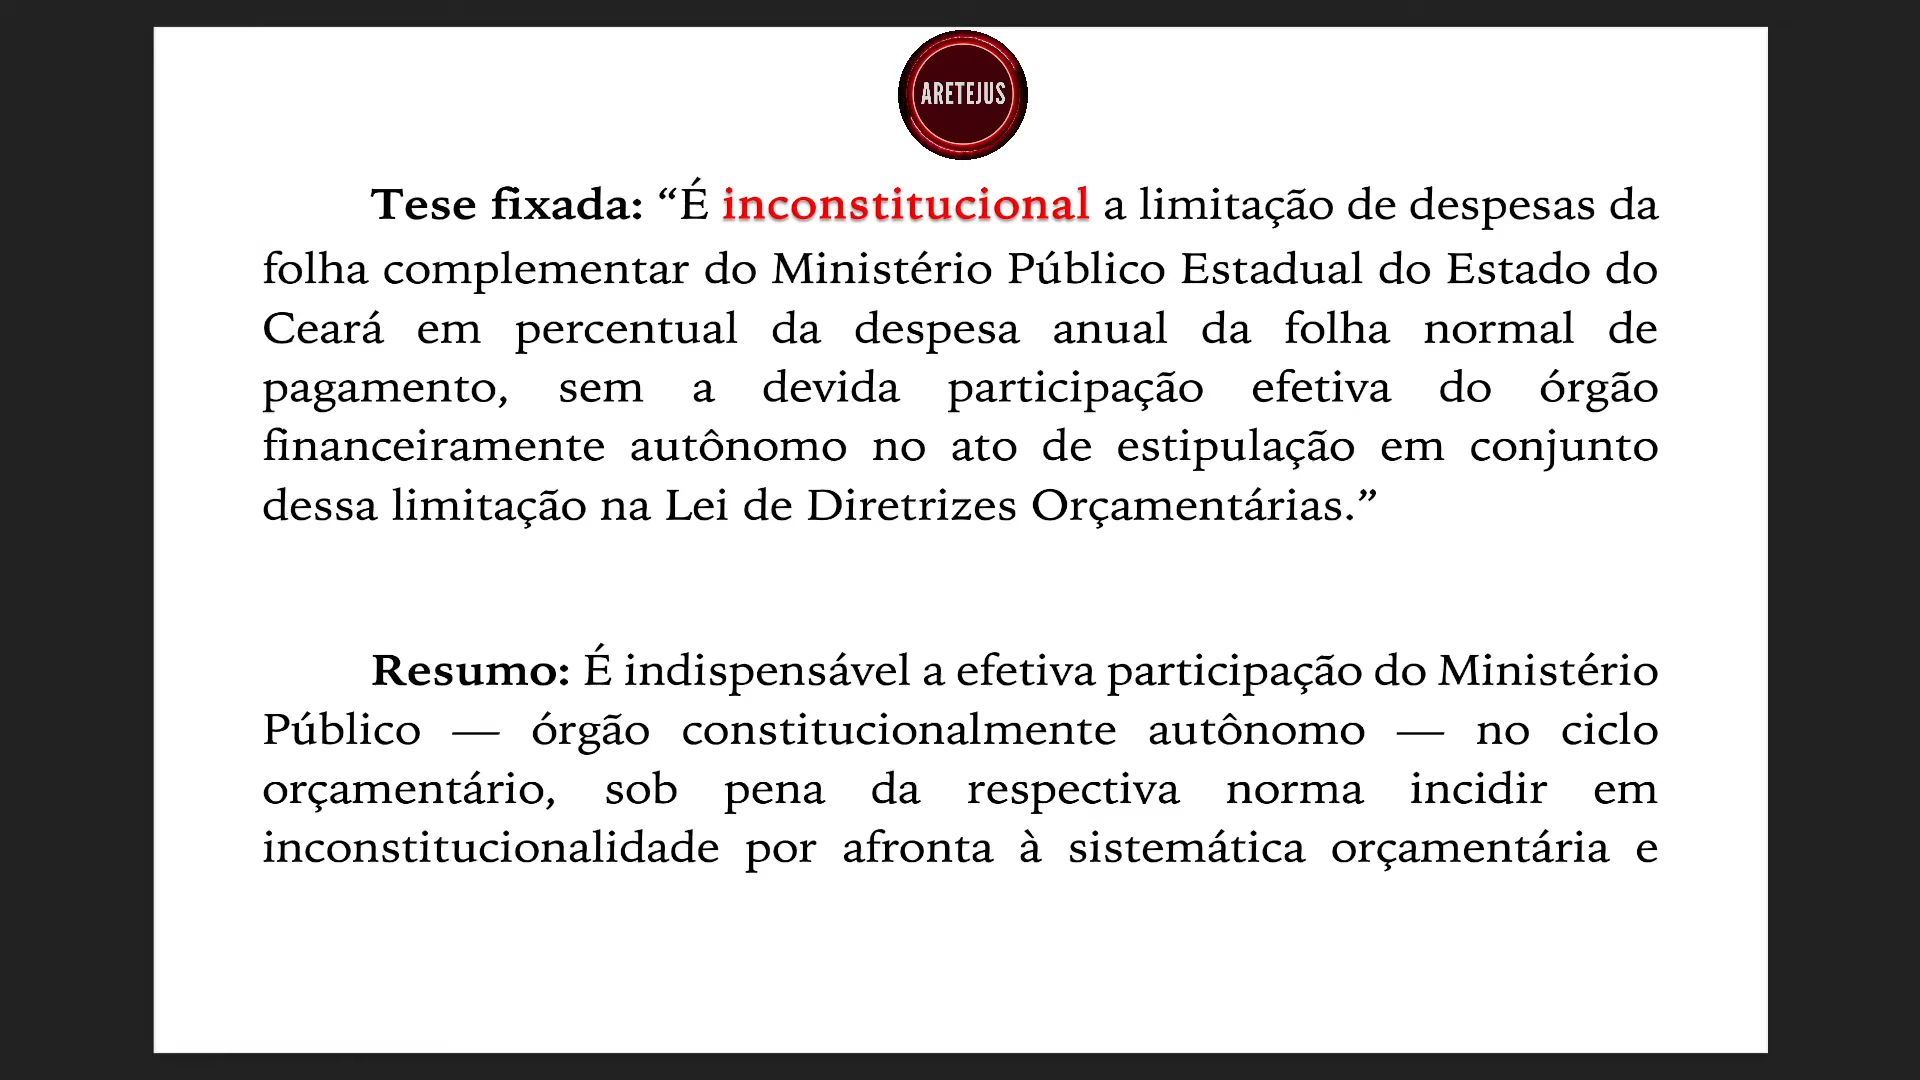 ARETEJUS
Tese fixada: “É inconstitucional a limitação de despesas da
folha complementar do Ministério Público Estadual do Estado do
Ceará em percentual da despesa anual da folha normal de
pagamento, sem a devida participação efetiva do órgão
financeiramente autônomo no ato de estipulação em conjunto
dessa limitação na Lei de Diretrizes Orçamentárias.”
Resumo: É indispensável a efetiva participação do Ministério
Público — órgão constitucionalmente autônomo — no ciclo
orçamentário, sob pena da respectiva norma incidir em
inconstitucionalidade por afronta à sistemática orçamentária e